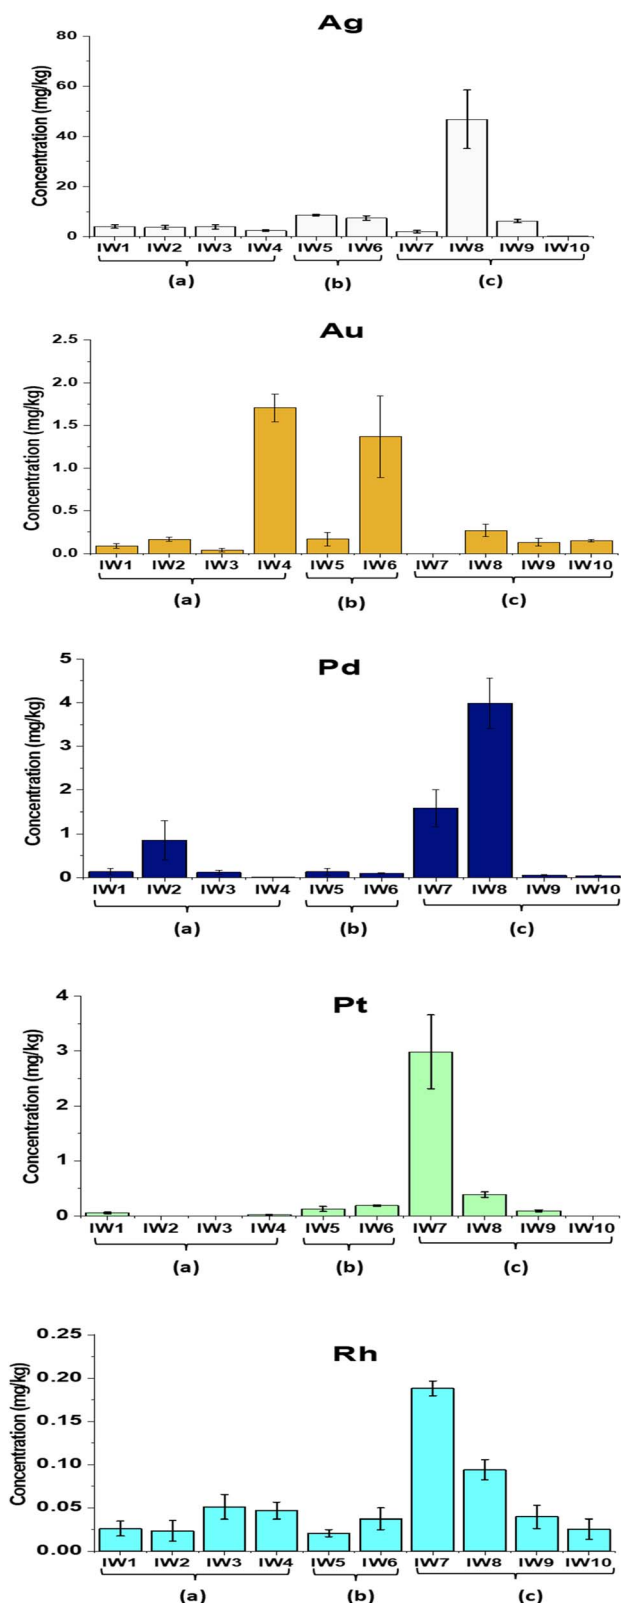 Ag
Concentration (mg/kg)
80
60
40
20
0
IW1 IW2 IW3 IW4 IW5 IW6 IW7 IW8 IW9 IW10
(a) (b) (c)
Au
Concentration (mg/kg)
2.5
2.0
1.5
1.0
0.5
0.0
IW1 IW2 IW3 IW4 IW5 IW6 IW7 IW8 IW9 IW10
(a) (b) (c)
Pd
Concentration (mg/kg)
5
4
3
2
1
0
IW1 IW2 IW3 IW4 IW5 IW6 IW7 IW8 IW9 IW10
(a) (b) (c)
Pt
Concentration (mg/kg)
4
3
2
1
0
IW1 IW2 IW3 IW4 IW5 IW6 IW7 IW8 IW9 IW10
(a) (b) (c)
Rh
Concentration (mg/kg)
0.25
0.20
0.15
0.10
0.05
0.00
IW1 IW2 IW3 IW4 IW5 IW6 IW7 IW8 IW9 IW10
(a) (b) (c)